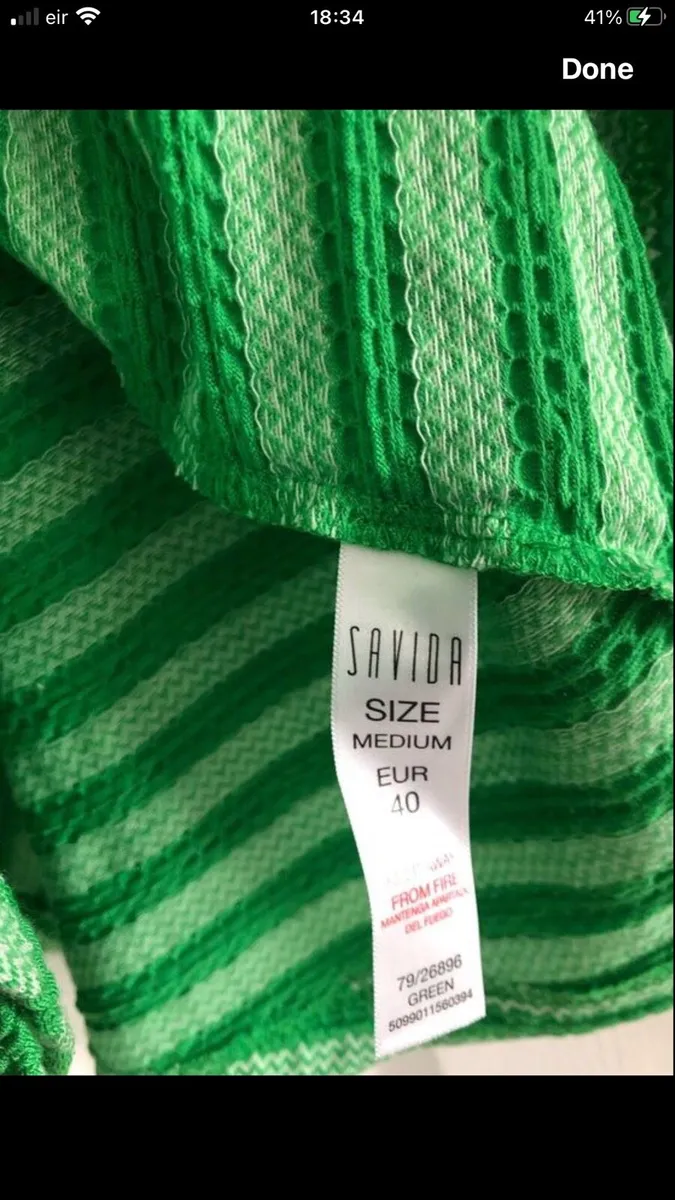 eir 18:34 41%
Done
SAVIDA
SIZE
MEDIUM
EUR
40
AWAY
FROM FIRE
MANTENGA APARTADA
DEL FUEGO
79/26896
GREEN
5099011560394